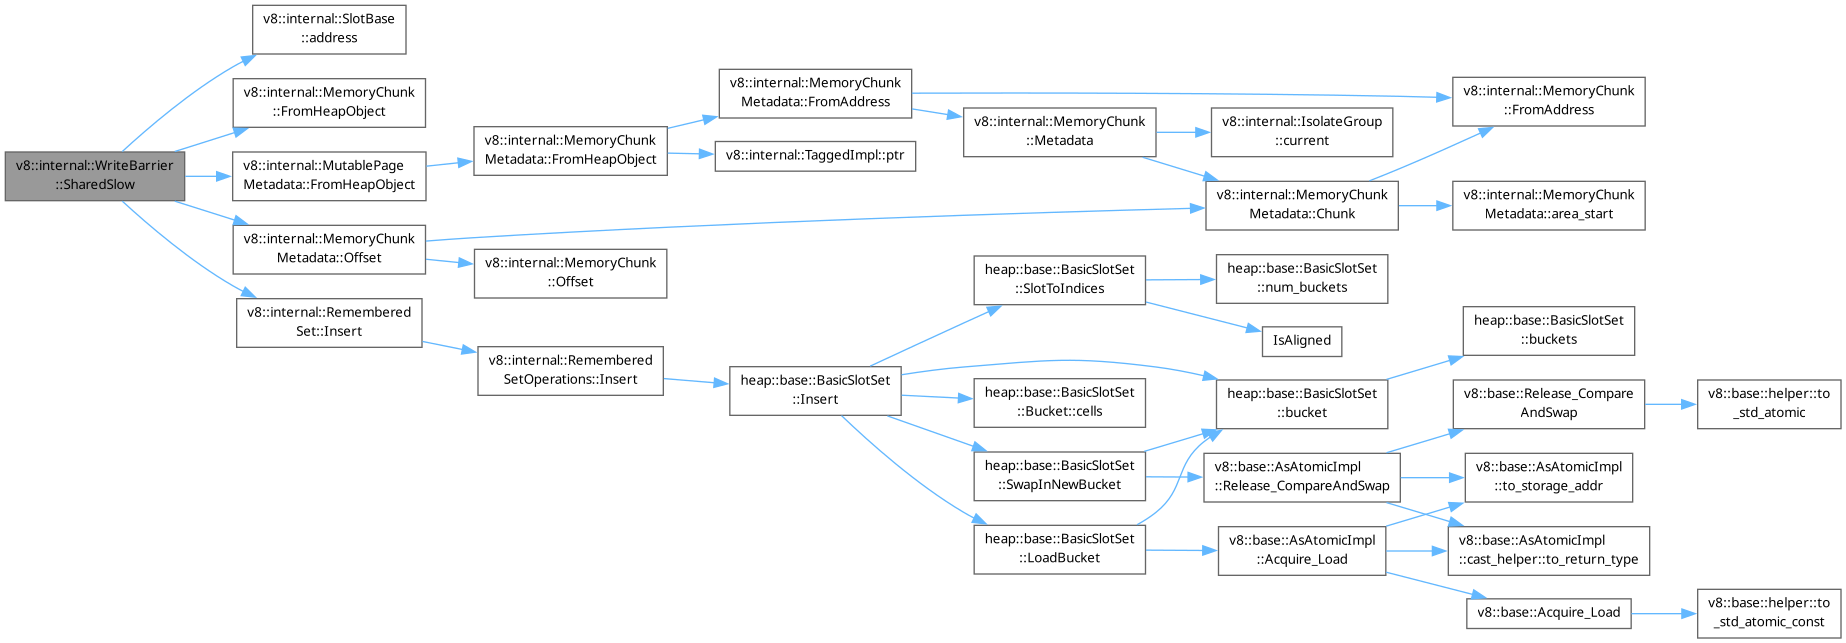 v8::internal::WriteBarrier
::SharedSlow
v8::internal::SlotBase
::address
v8::internal::MemoryChunk
::FromHeapObject
v8::internal::MutablePage
Metadata::FromHeapObject
v8::internal::MemoryChunk
Metadata::Offset
v8::internal::Remembered
Set::Insert
v8::internal::MemoryChunk
Metadata::FromHeapObject
v8::internal::MemoryChunk
::Offset
v8::internal::Remembered
SetOperations::Insert
v8::internal::MemoryChunk
Metadata::FromAddress
v8::internal::TaggedImpl::ptr
heap::base::BasicSlotSet
::Insert
v8::internal::MemoryChunk
::Metadata
heap::base::BasicSlotSet
::SlotToIndices
heap::base::BasicSlotSet
::Bucket::cells
heap::base::BasicSlotSet
::SwapInNewBucket
heap::base::BasicSlotSet
::LoadBucket
v8::internal::IsolateGroup
::current
v8::internal::MemoryChunk
Metadata::Chunk
heap::base::BasicSlotSet
::num_buckets
IsAligned
heap::base::BasicSlotSet
::bucket
v8::base::AsAtomicImpl
::Release_CompareAndSwap
v8::base::AsAtomicImpl
::Acquire_Load
v8::internal::MemoryChunk
::FromAddress
v8::internal::MemoryChunk
Metadata::area_start
heap::base::BasicSlotSet
::buckets
v8::base::Release_Compare
AndSwap
v8::base::AsAtomicImpl
::to_storage_addr
v8::base::AsAtomicImpl
::cast_helper::to_return_type
v8::base::Acquire_Load
v8::base::helper::to
_std_atomic
v8::base::helper::to
_std_atomic_const